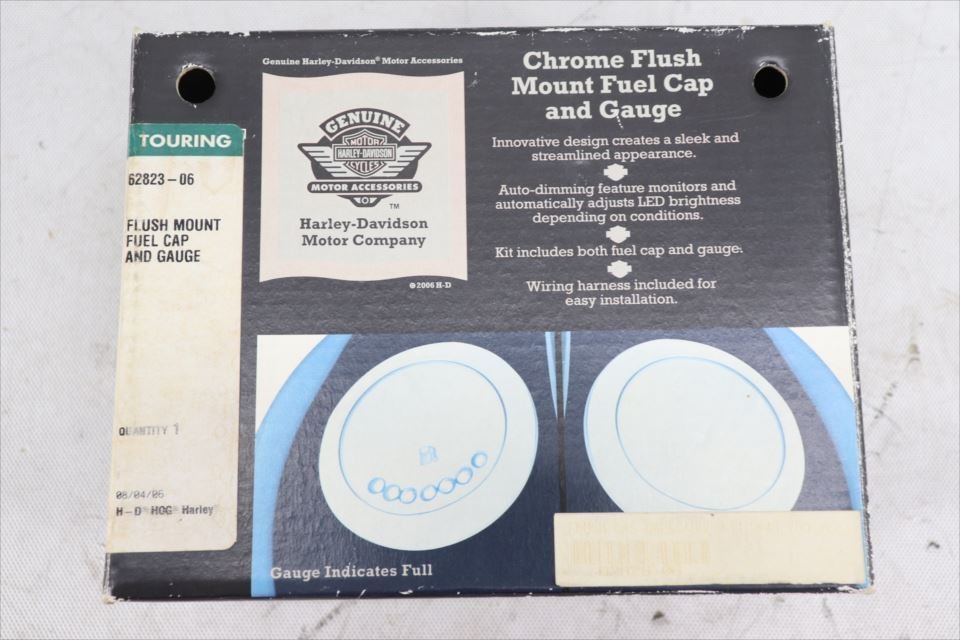 Genuine Harley-Davidson® Motor Accessories
GENUINE
MOTOR
HARLEY-DAVIDSON
CYCLES
MOTOR ACCESSORIES
TM
Harley-Davidson
Motor Company
©2006 H-D
Chrome Flush
Mount Fuel Cap
and Gauge
Innovative design creates a sleek and
streamlined appearance.
Auto-dimming feature monitors and
automatically adjusts LED brightness
depending on conditions.
Kit includes both fuel cap and gauge.
Wiring harness included for
easy installation.
TOURING
62823-06
FLUSH MOUNT
FUEL CAP
AND GAUGE
QUANTITY 1
08/04/06
H-D HOG Harley
Gauge Indicates Full